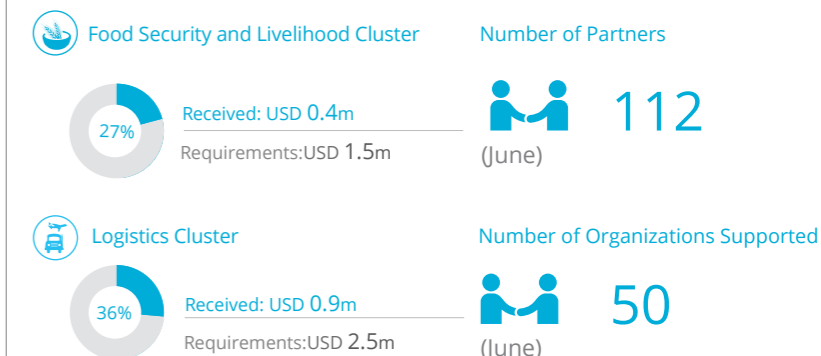 Food Security and Livelihood Cluster
Number of Partners
27%
Received: USD 0.4m
Requirements:USD 1.5m
112
(June)
Logistics Cluster
Number of Organizations Supported
36%
Received: USD 0.9m
Requirements:USD 2.5m
50
(June)